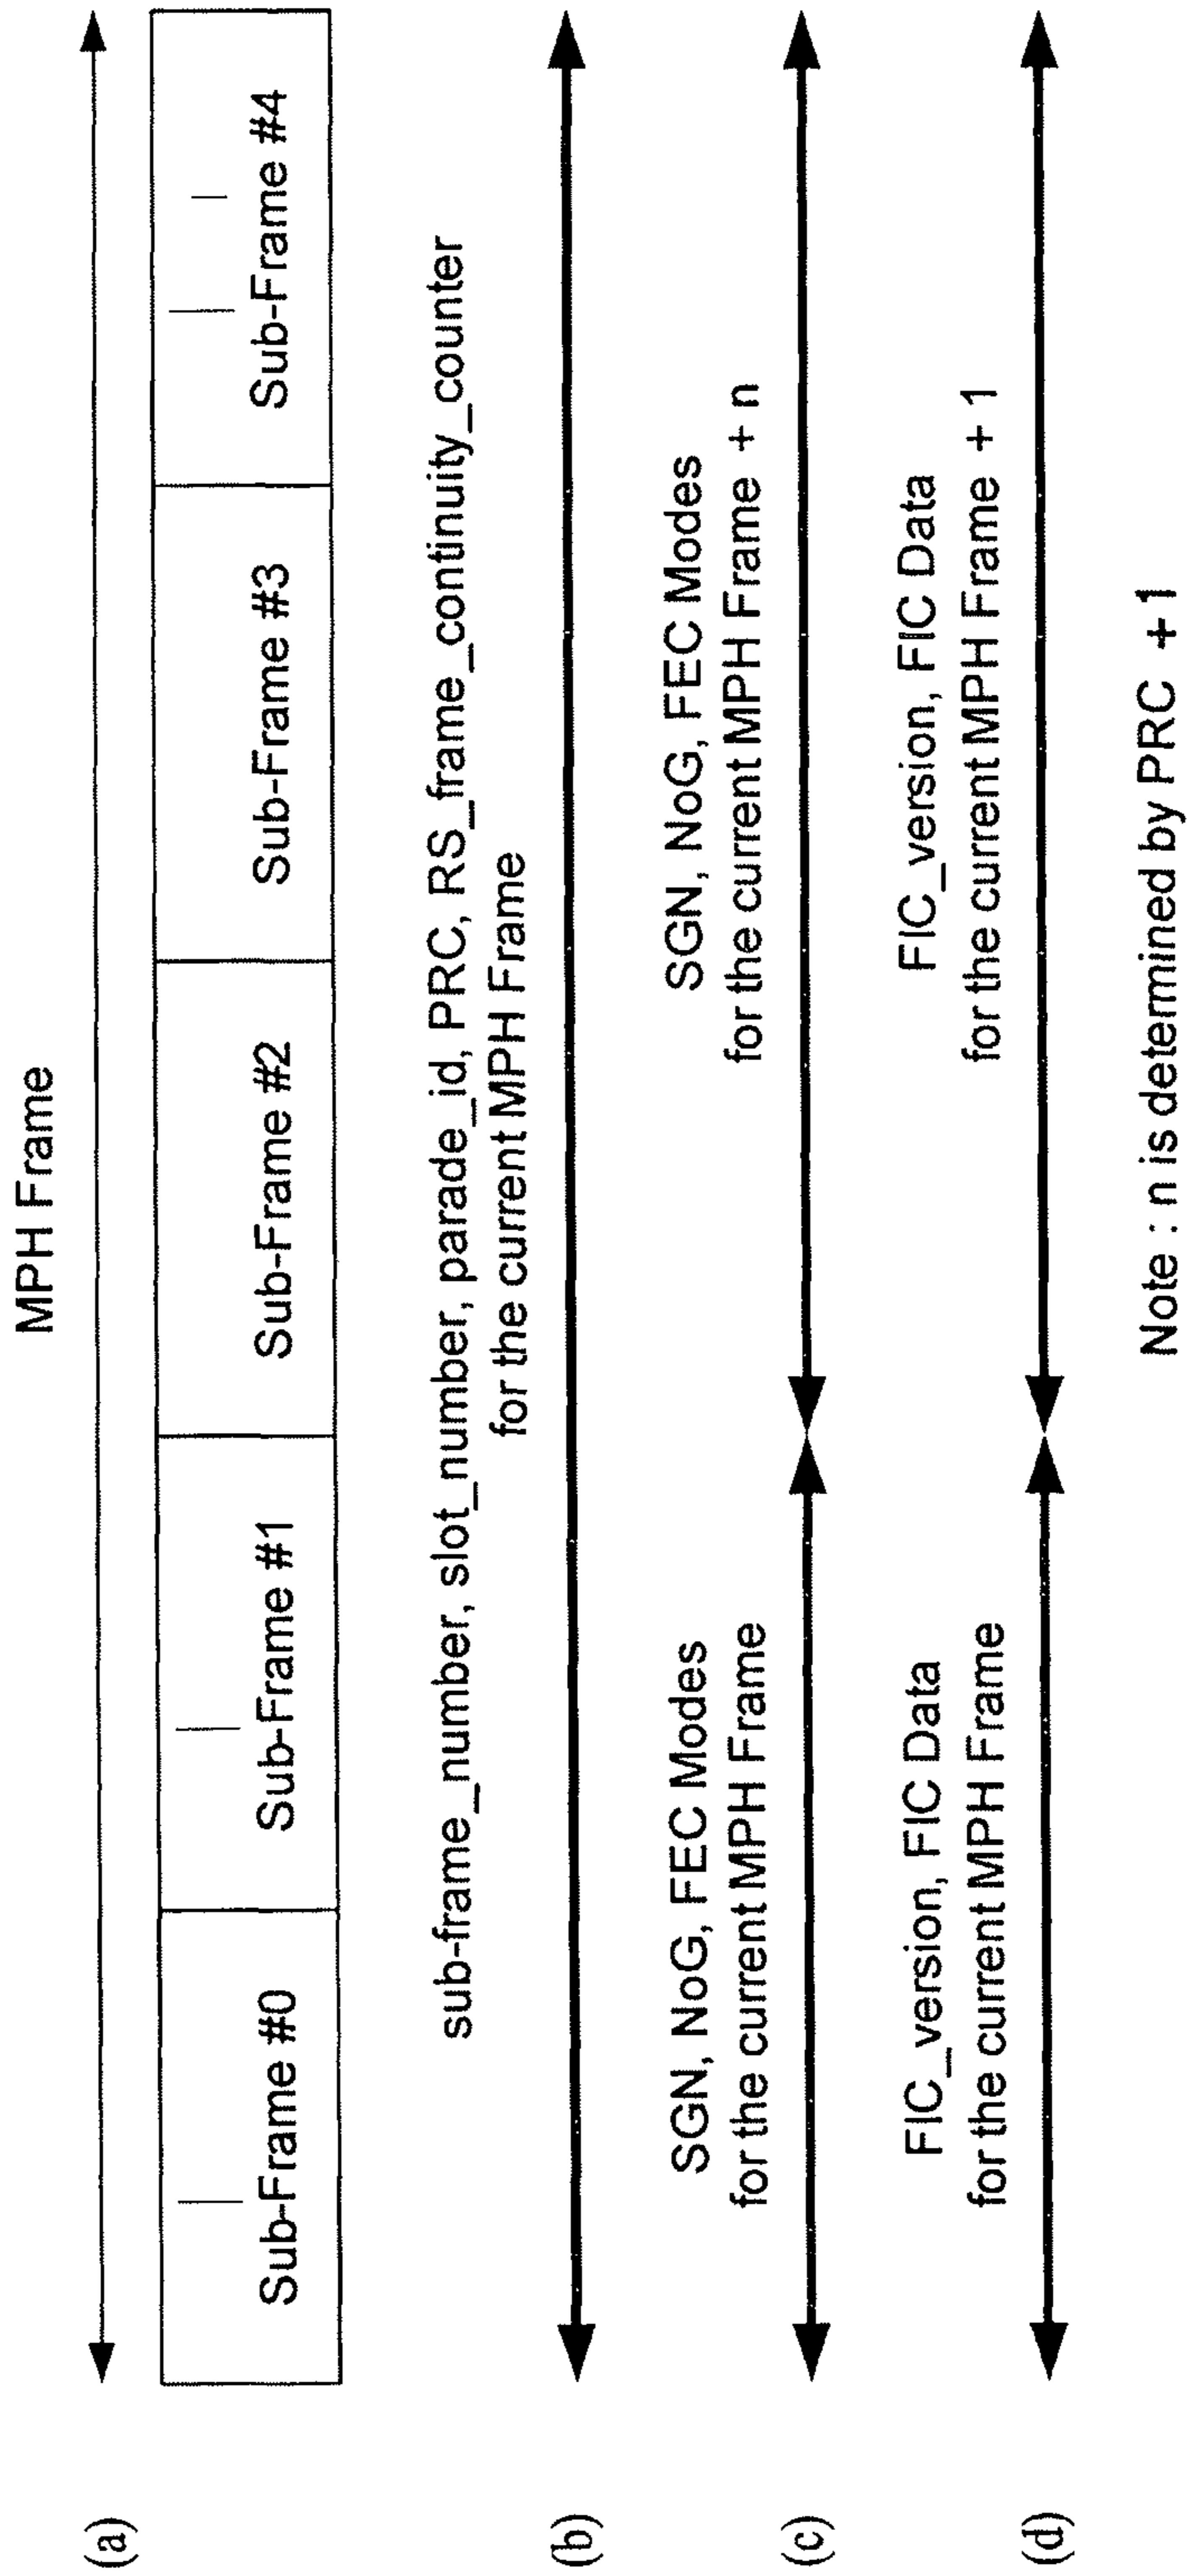 MPH Frame
(a)
Sub-Frame #0
Sub-Frame #1
Sub-Frame #2
Sub-Frame #3
Sub-Frame #4
sub-frame_number, slot_number, parade_id, PRC, RS_frame_continuity_counter
for the current MPH Frame
(b)
SGN, NoG, FEC Modes
for the current MPH Frame
SGN, NoG, FEC Modes
for the current MPH Frame + n
(c)
FIC_version, FIC Data
for the current MPH Frame
FIC_version, FIC Data
for the current MPH Frame + 1
(d)
Note : n is determined by PRC + 1